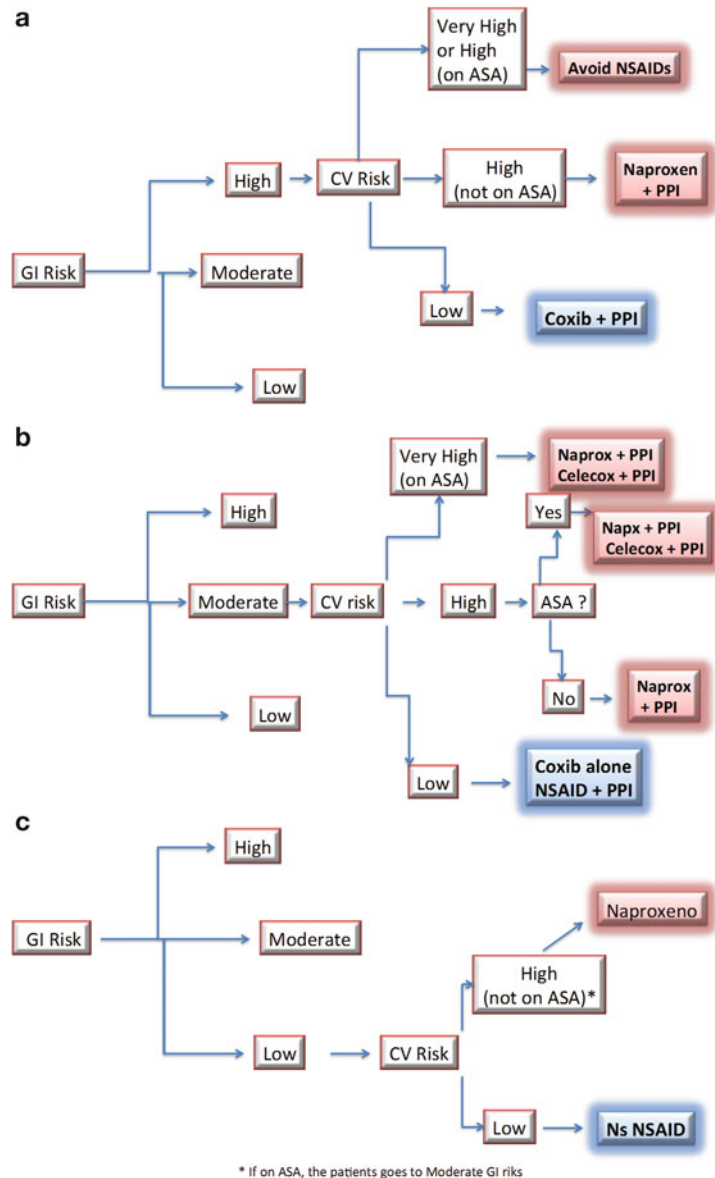 a
Very High
or High
(on ASA)
Avoid NSAIDs
High
CV Risk
High
(not on ASA)
Naproxen
+ PPI
GI Risk
Moderate
Low
Coxib + PPI
Low
b
Very High
(on ASA)
Naprox + PPI
Celecox + PPI
High
Yes
Napx + PPI
Celecox + PPI
GI Risk
Moderate
CV risk
High
ASA ?
Low
No
Naprox
+ PPI
Low
Coxib alone
NSAID + PPI
c
High
Naproxeno
GI Risk
Moderate
High
(not on ASA)*
Low
CV Risk
Low
Ns NSAID
* If on ASA, the patients goes to Moderate GI riks